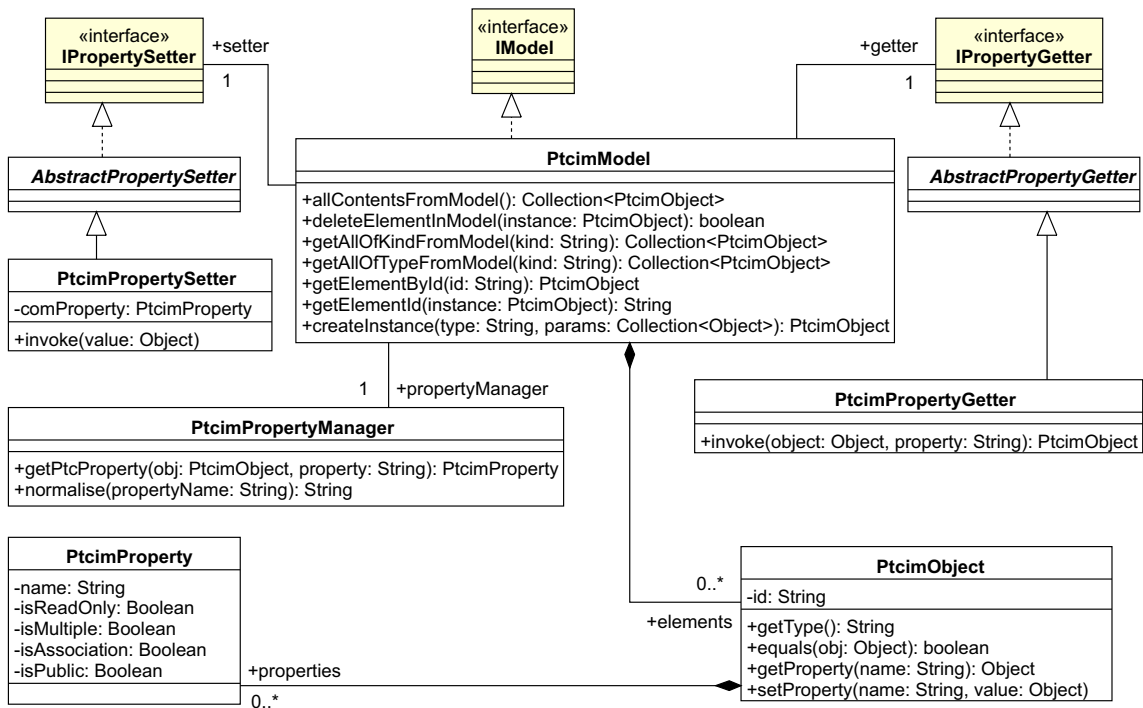 «interface»
IPropertySetter
+setter
1
«interface»
IModel
+getter
1
«interface»
IPropertyGetter
AbstractPropertySetter
PtcimModel
+allContentsFromModel(): Collection<PtcimObject>
+deleteElementInModel(instance: PtcimObject): boolean
+getAllOfKindFromModel(kind: String): Collection<PtcimObject>
+getAllOfTypeFromModel(kind: String): Collection<PtcimObject>
+getElementById(id: String): PtcimObject
+getElementId(instance: PtcimObject): String
+createInstance(type: String, params: Collection<Object>): PtcimObject
AbstractPropertyGetter
PtcimPropertySetter
-comProperty: PtcimProperty
+invoke(value: Object)
1
+propertyManager
PtcimPropertyManager
+getPtcProperty(obj: PtcimObject, property: String): PtcimProperty
+normalise(propertyName: String): String
PtcimPropertyGetter
+invoke(object: Object, property: String): PtcimObject
PtcimProperty
-name: String
-isReadOnly: Boolean
-isMultiple: Boolean
-isAssociation: Boolean
-isPublic: Boolean
+properties
0..*
0..*
+elements
PtcimObject
-id: String
+getType(): String
+equals(obj: Object): boolean
+getProperty(name: String): Object
+setProperty(name: String, value: Object)